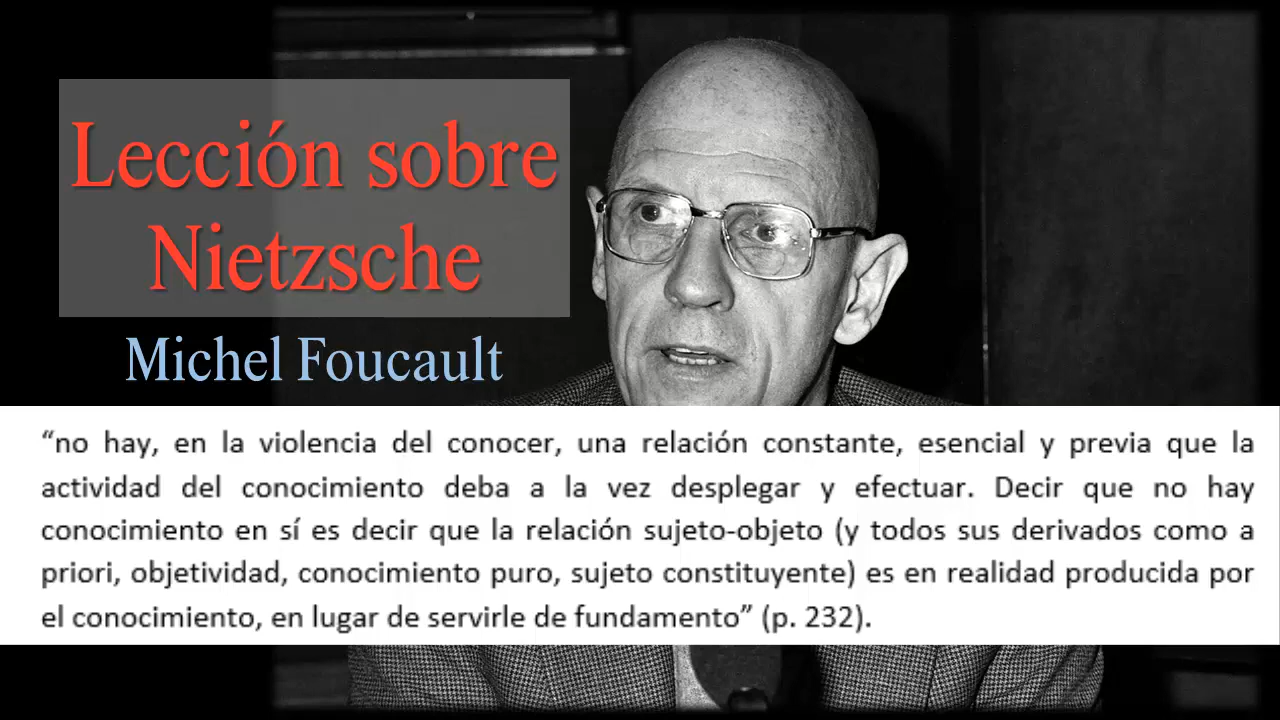 Lección sobre
Nietzsche
Michel Foucault
“no hay, en la violencia del conocer, una relación constante, esencial y previa que la
actividad del conocimiento deba a la vez desplegar y efectuar. Decir que no hay
conocimiento en sí es decir que la relación sujeto-objeto (y todos sus derivados como a
priori, objetividad, conocimiento puro, sujeto constituyente) es en realidad producida por
el conocimiento, en lugar de servirle de fundamento” (p. 232).